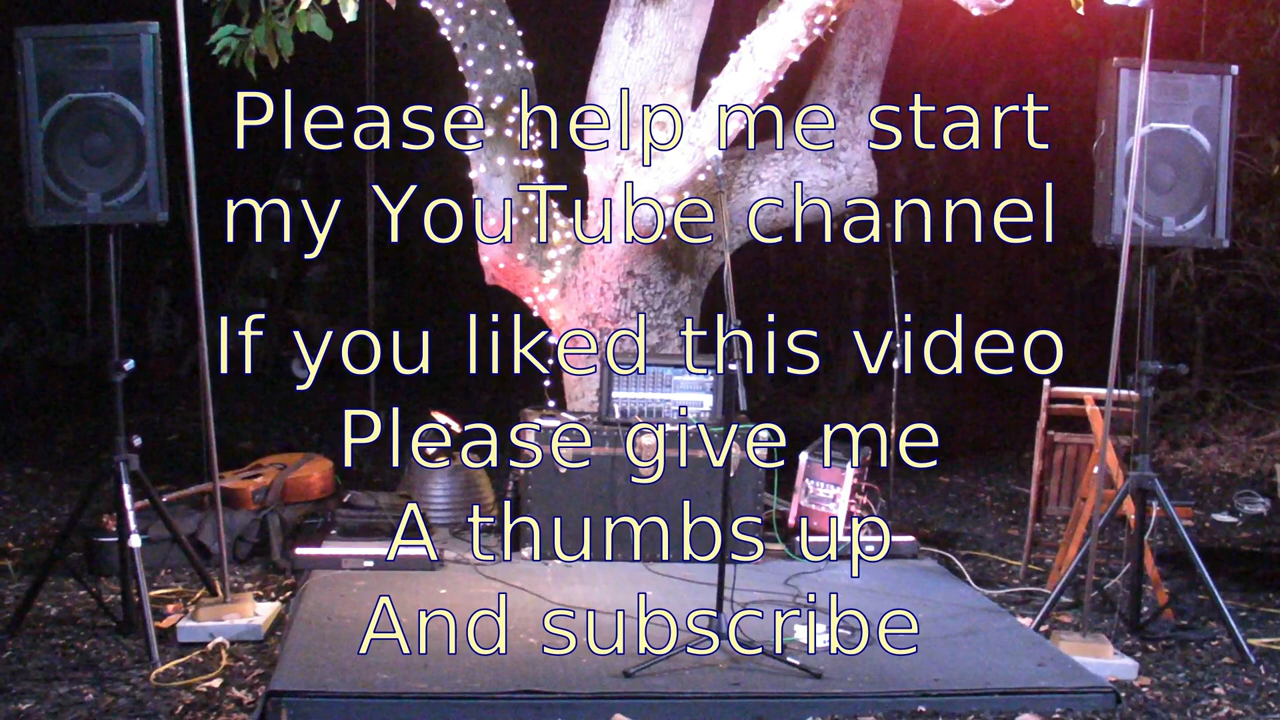 Please help me start
my YouTube channel
If you liked this video
Please give me
A thumbs up
And subscribe